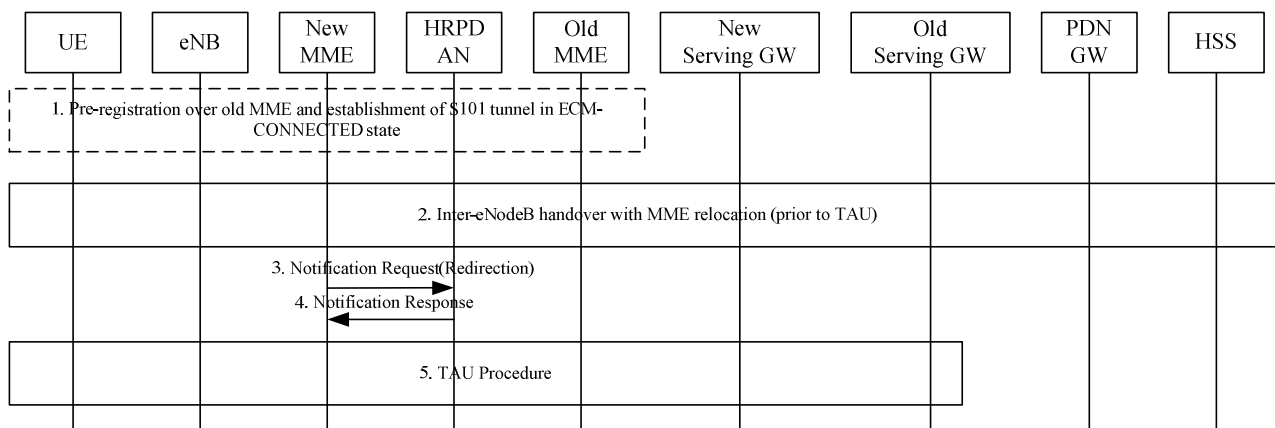 UE
eNB
New
MME
HRPD
AN
Old
MME
New
Serving GW
Old
Serving GW
PDN
GW
HSS
1. Pre-registration over old MME and establishment of S101 tunnel in ECM-
CONNECTED state
2. Inter-eNodeB handover with MME relocation (prior to TAU)
3. Notification Request(Redirection)
4. Notification Response
5. TAU Procedure